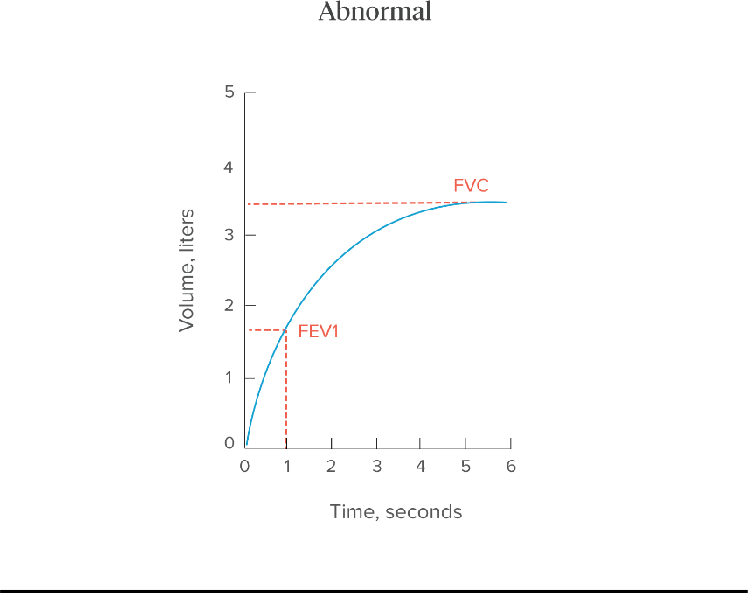 Abnormal
5
4
FVC
3
Volume, liters
2
FEV1
1
0
0 1 2 3 4 5 6
Time, seconds